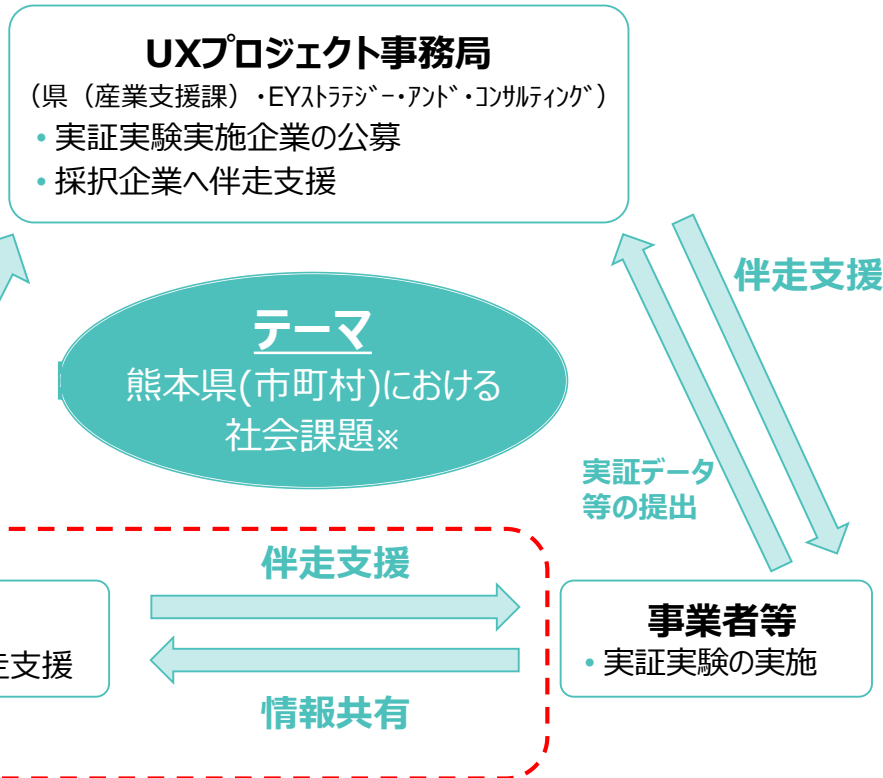 UXプロジェクト事務局
（県（産業支援課）・EYｽﾄﾗﾃｼﾞｰ･ｱﾝﾄﾞ･ｺﾝｻﾙﾃｨﾝｸﾞ）
• 実証実験実施企業の公募
• 採択企業へ伴走支援
伴走支援
テーマ
熊本県(市町村)における
社会課題※
実証データ
等の提出
伴走支援
事業者等
• 実証実験の実施
走支援
情報共有